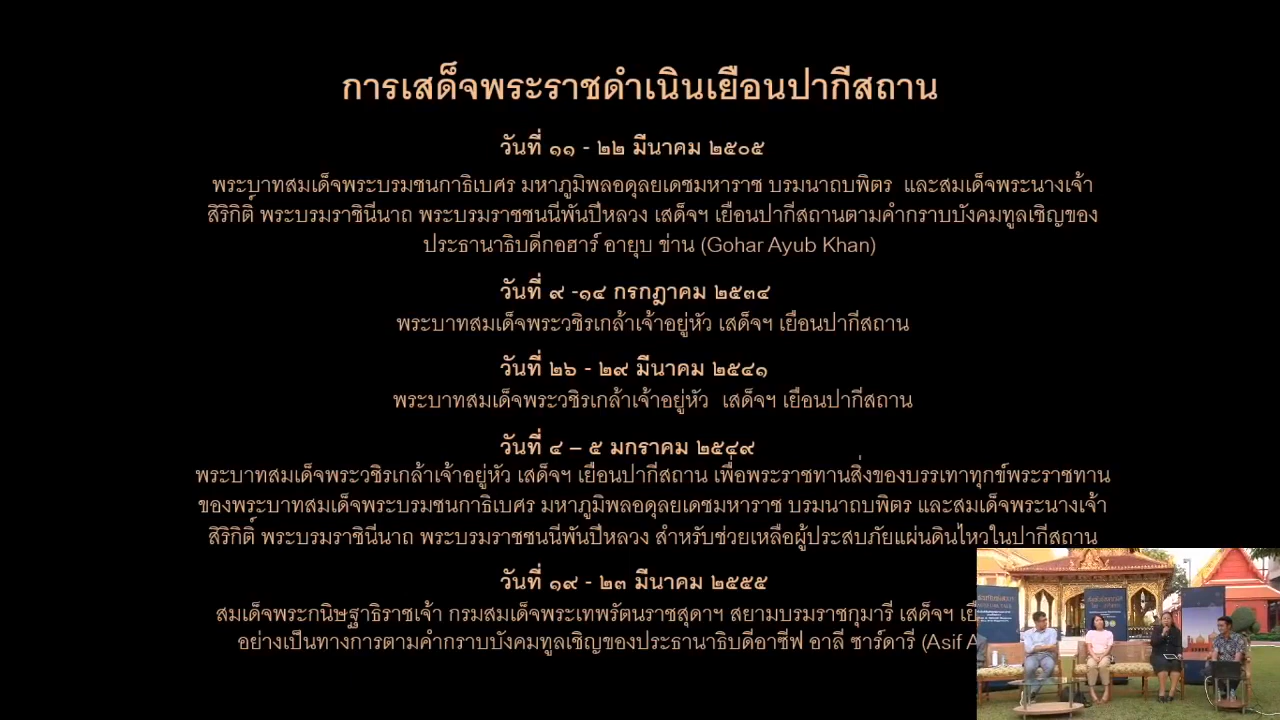 การเสด็จพระราชดำเนินเยือนปากีสถาน
วันที่ ๑๑ - ๒๒ มีนาคม ๒๕๐๕
พระบาทสมเด็จพระบรมชนกาธิเบศร มหาภูมิพลอดุลยเดชมหาราช บรมนาถบพิตร และสมเด็จพระนางเจ้า
สิริกิติ์ พระบรมราชินีนาถ พระบรมราชชนนีพันปีหลวง เสด็จฯ เยือนปากีสถานตามคำกราบบังคมทูลเชิญของ
ประธานาธิบดีกอฮาร์ อายุบ ข่าน (Gohar Ayub Khan)
วันที่ ๙ -๑๔ กรกฎาคม ๒๕๓๔
พระบาทสมเด็จพระวชิรเกล้าเจ้าอยู่หัว เสด็จฯ เยือนปากีสถาน
วันที่ ๒๖ - ๒๙ มีนาคม ๒๕๔๑
พระบาทสมเด็จพระวชิรเกล้าเจ้าอยู่หัว เสด็จฯ เยือนปากีสถาน
วันที่ ๔ – ๕ มกราคม ๒๕๔๙
พระบาทสมเด็จพระวชิรเกล้าเจ้าอยู่หัว เสด็จฯ เยือนปากีสถาน เพื่อพระราชทานสิ่งของบรรเทาทุกข์พระราชทาน
ของพระบาทสมเด็จพระบรมชนกาธิเบศร มหาภูมิพลอดุลยเดชมหาราช บรมนาถบพิตร และสมเด็จพระนางเจ้า
สิริกิติ์ พระบรมราชินีนาถ พระบรมราชชนนีพันปีหลวง สำหรับช่วยเหลือผู้ประสบภัยแผ่นดินไหวในปากีสถาน
วันที่ ๑๙ - ๒๓ มีนาคม ๒๕๕๕
สมเด็จพระกนิษฐาธิราชเจ้า กรมสมเด็จพระเทพรัตนราชสุดาฯ สยามบรมราชกุมารี เสด็จฯ
อย่างเป็นทางการตามคำกราบบังคมทูลเชิญของประธานาธิบดีอาซีฟ อาลี ซาร์ดารี (Asif